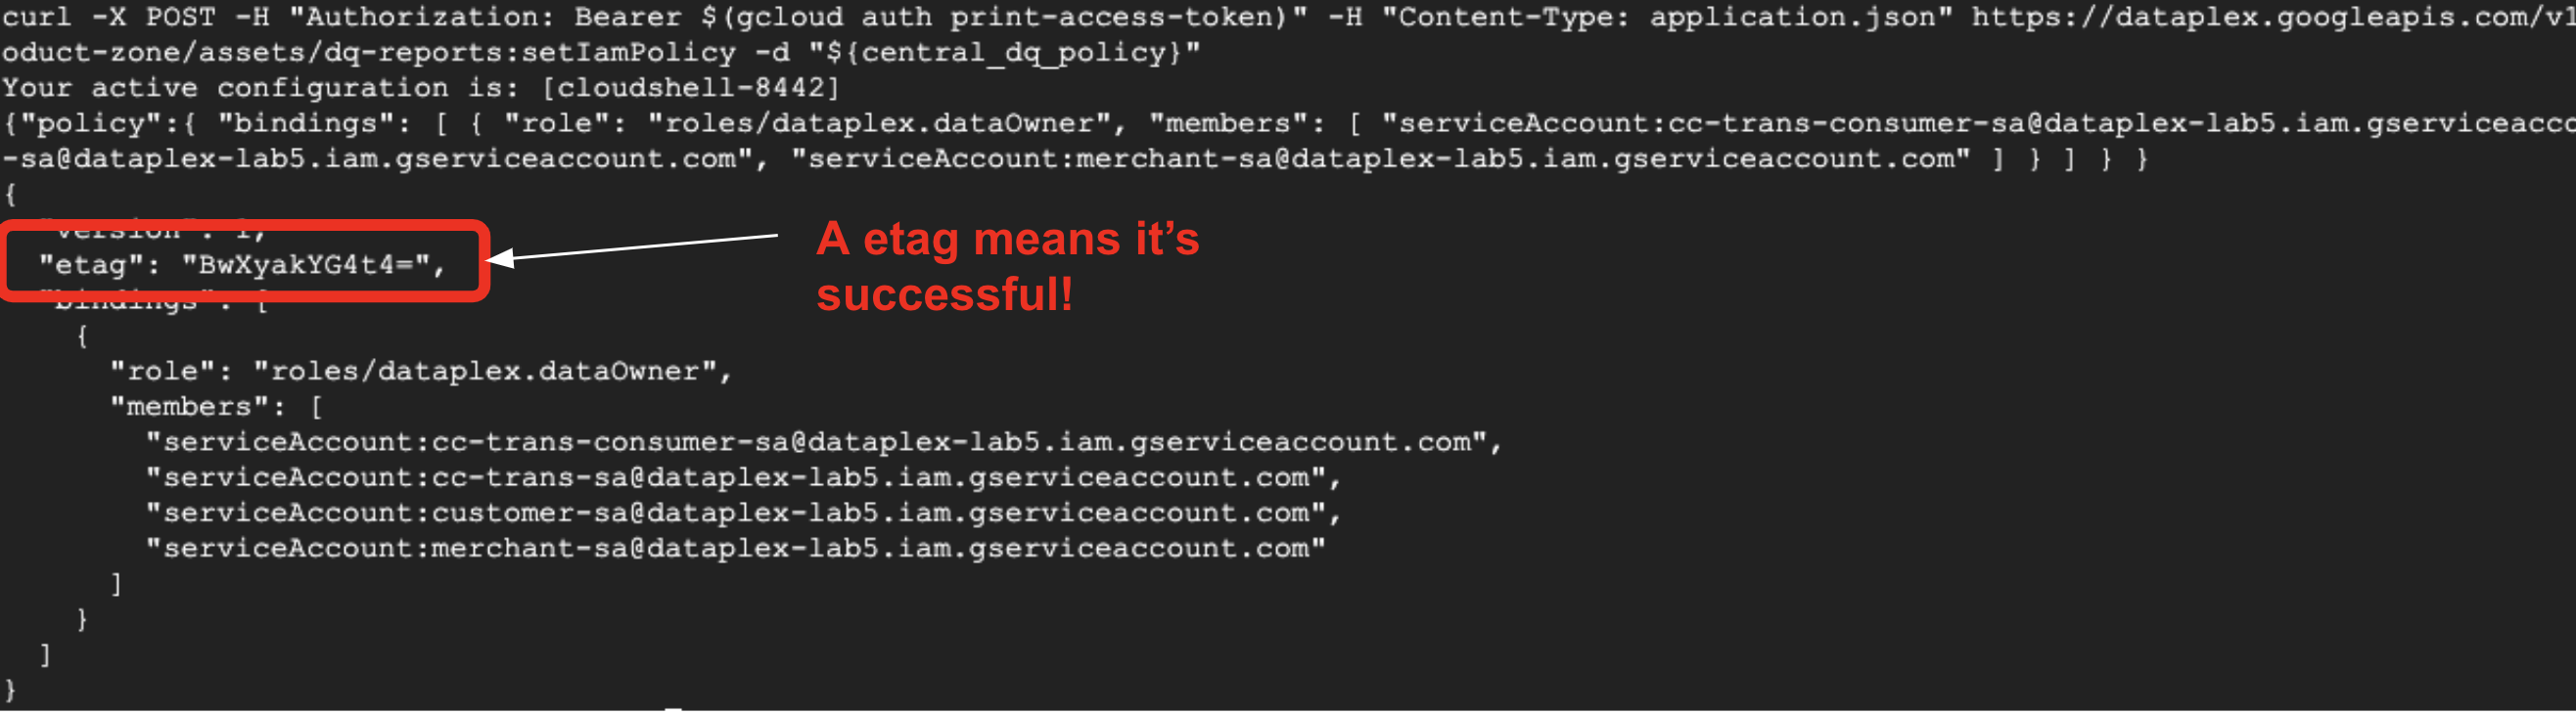 curl -X POST -H "Authorization: Bearer $(gcloud auth print-access-token)" -H "Content-Type: application.json" https://dataplex.googleapis.com/v1
oduct-zone/assets/dq-reports:setIamPolicy -d "${central_dq_policy}"
Your active configuration is: [cloudshell-8442]
{"policy":{ "bindings": [ { "role": "roles/dataplex.dataOwner", "members": [ "serviceAccount:cc-trans-consumer-sa@dataplex-lab5.iam.gserviceacco
-sa@dataplex-lab5.iam.gserviceaccount.com", "serviceAccount:merchant-sa@dataplex-lab5.iam.gserviceaccount.com" ] } ] } }
{
"version": 1,
"etag": "BwXyakYG4t4=",
A etag means it's
successful!
"bindings": [
{
"role": "roles/dataplex.dataOwner",
"members": [
"serviceAccount:cc-trans-consumer-sa@dataplex-lab5.iam.gserviceaccount.com",
"serviceAccount:cc-trans-sa@dataplex-lab5.iam.gserviceaccount.com",
"serviceAccount:customer-sa@dataplex-lab5.iam.gserviceaccount.com",
"serviceAccount:merchant-sa@dataplex-lab5.iam.gserviceaccount.com"
]
}
]
}